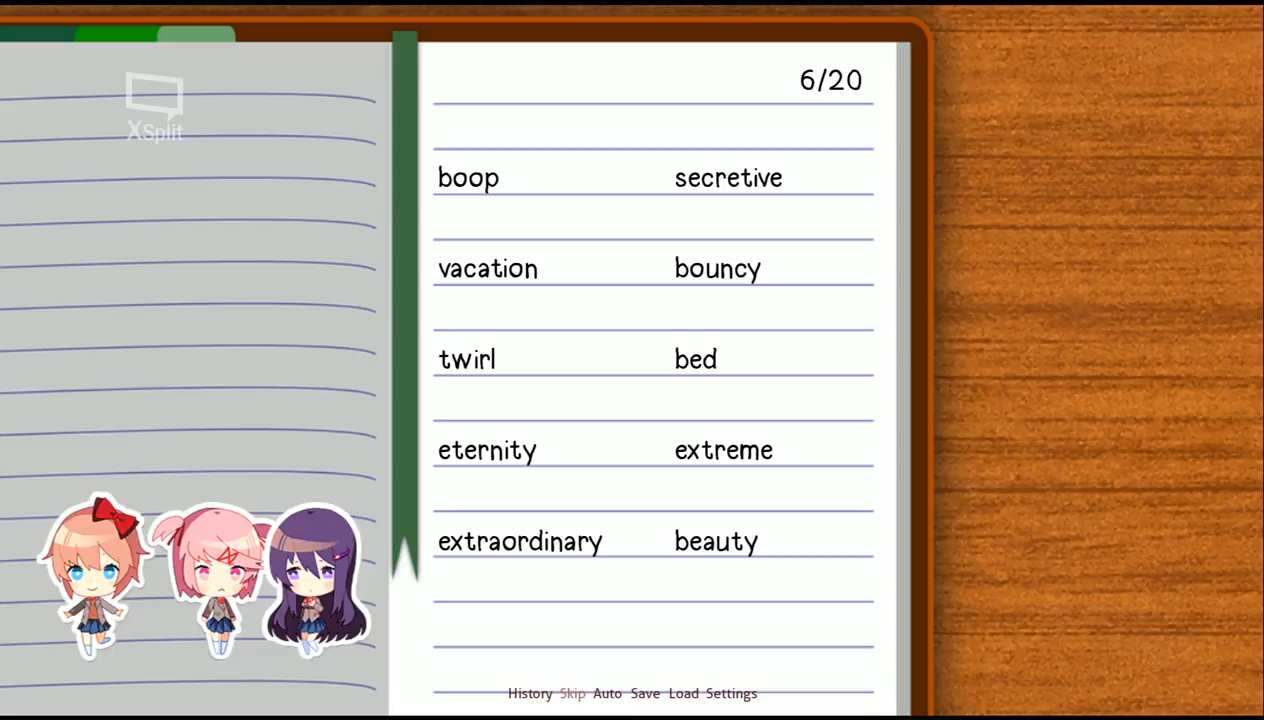 6/20
XSplit
boop secretive
vacation bouncy
twirl bed
eternity extreme
extraordinary beauty
History Skip Auto Save Load Settings